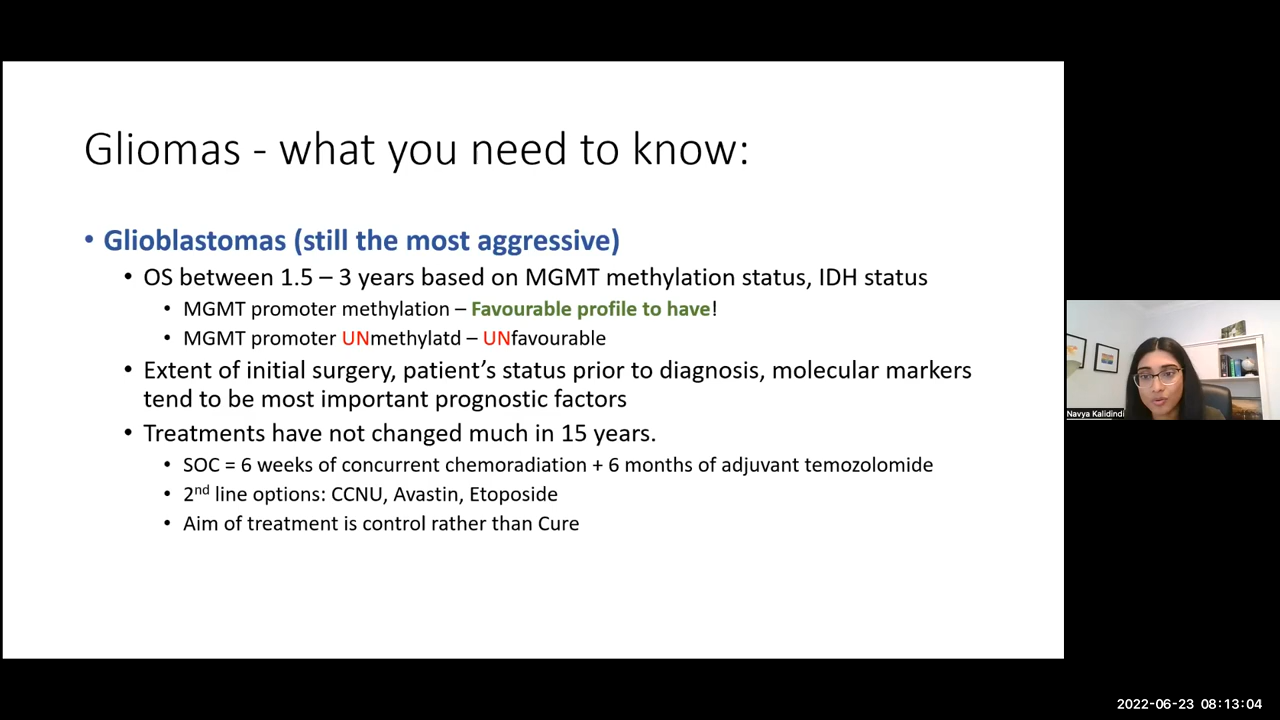 Gliomas - what you need to know:
• Glioblastomas (still the most aggressive)
• OS between 1.5 – 3 years based on MGMT methylation status, IDH status
• MGMT promoter methylation – Favourable profile to have!
• MGMT promoter UNmethylatd – UNfavourable
• Extent of initial surgery, patient's status prior to diagnosis, molecular markers
tend to be most important prognostic factors
• Treatments have not changed much in 15 years.
• SOC = 6 weeks of concurrent chemoradiation + 6 months of adjuvant temozolomide
• 2nd line options: CCNU, Avastin, Etoposide
• Aim of treatment is control rather than Cure
Navya Kalidindi
2022-06-23 08:13:04